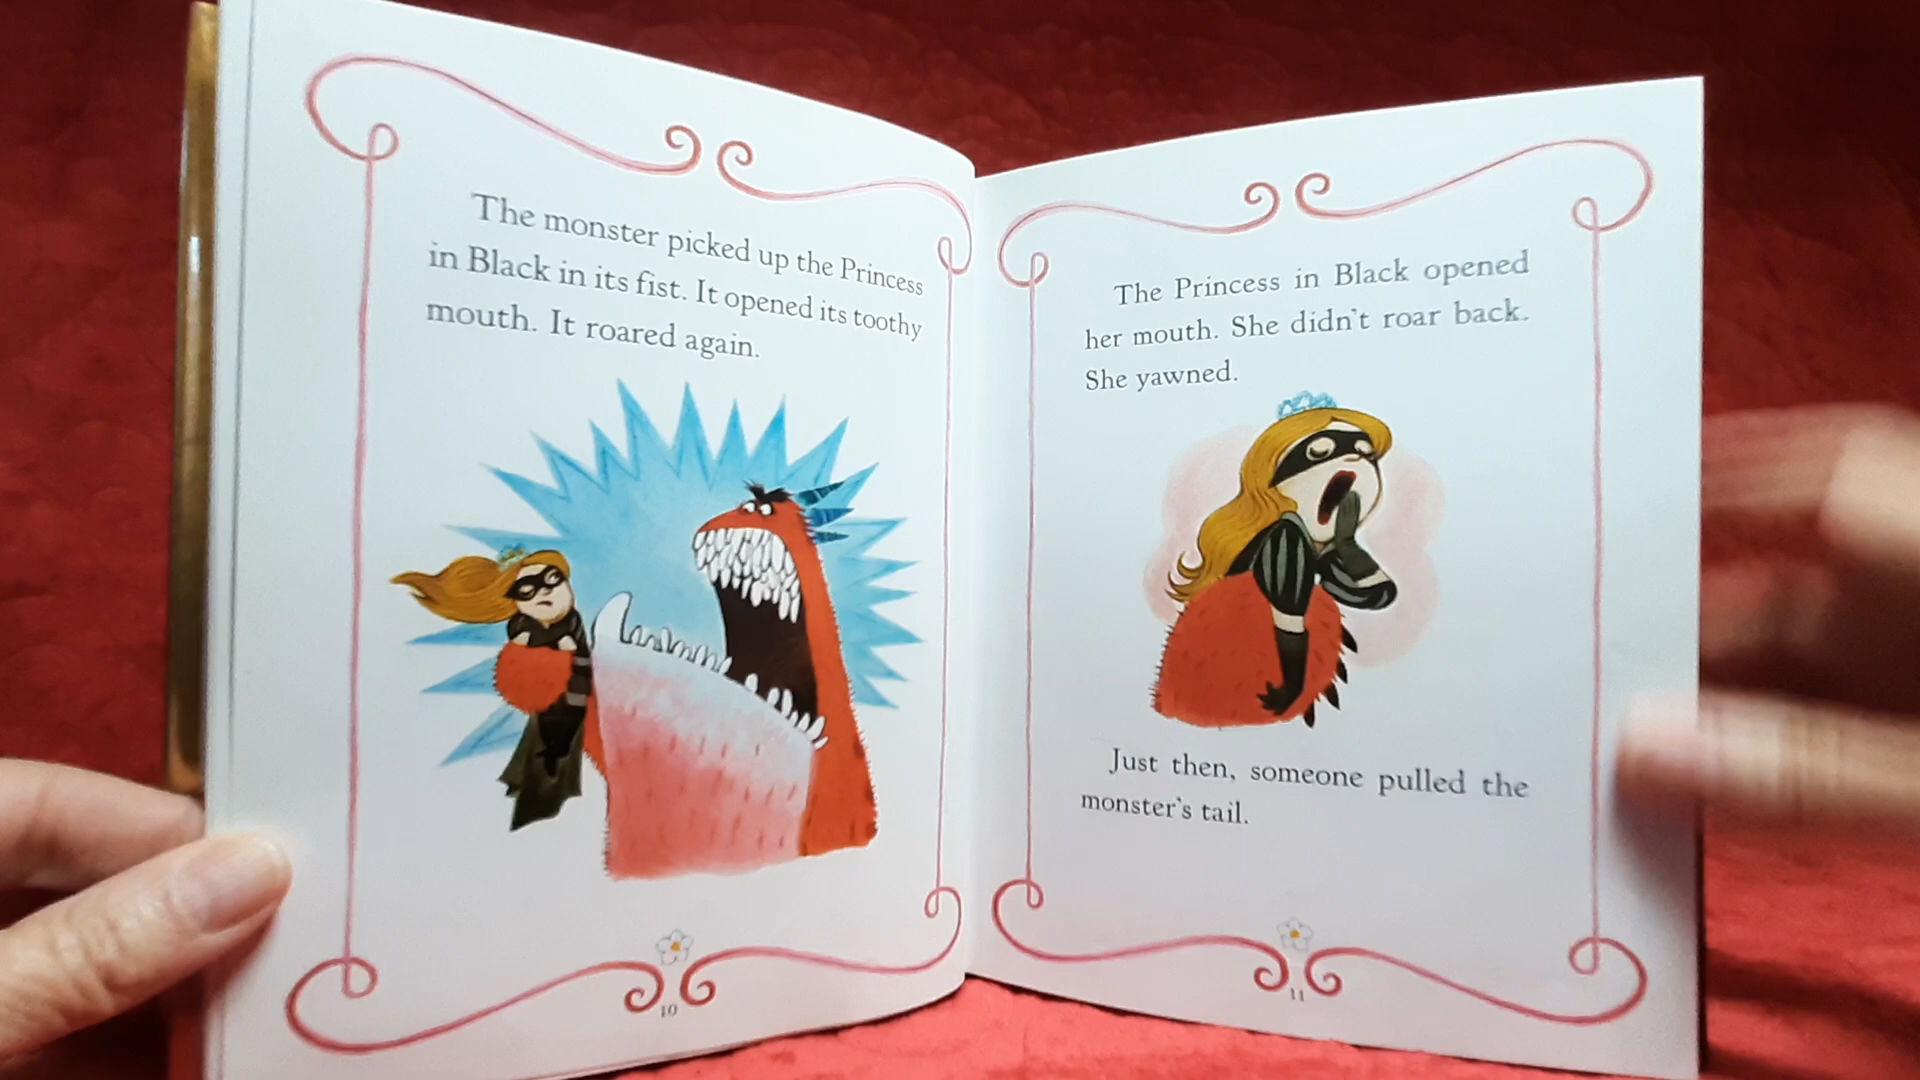 The monster picked up the Princess
in Black in its fist. It opened its toothy
mouth. It roared again.
10
The Princess in Black opened
her mouth. She didn't roar back.
She yawned.
Just then, someone pulled the
monster's tail.
11